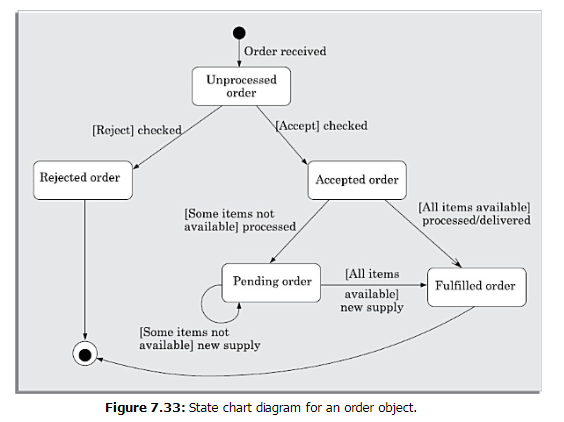 Order received
Unprocessed
order
[Reject] checked
[Accept] checked
Rejected order
Accepted order
[Some items not
available] processed
[All items available]
processed/delivered
Pending order
[All items
available]
new supply
Fulfilled order
[Some items not
available] new supply
Figure 7.33: State chart diagram for an order object.